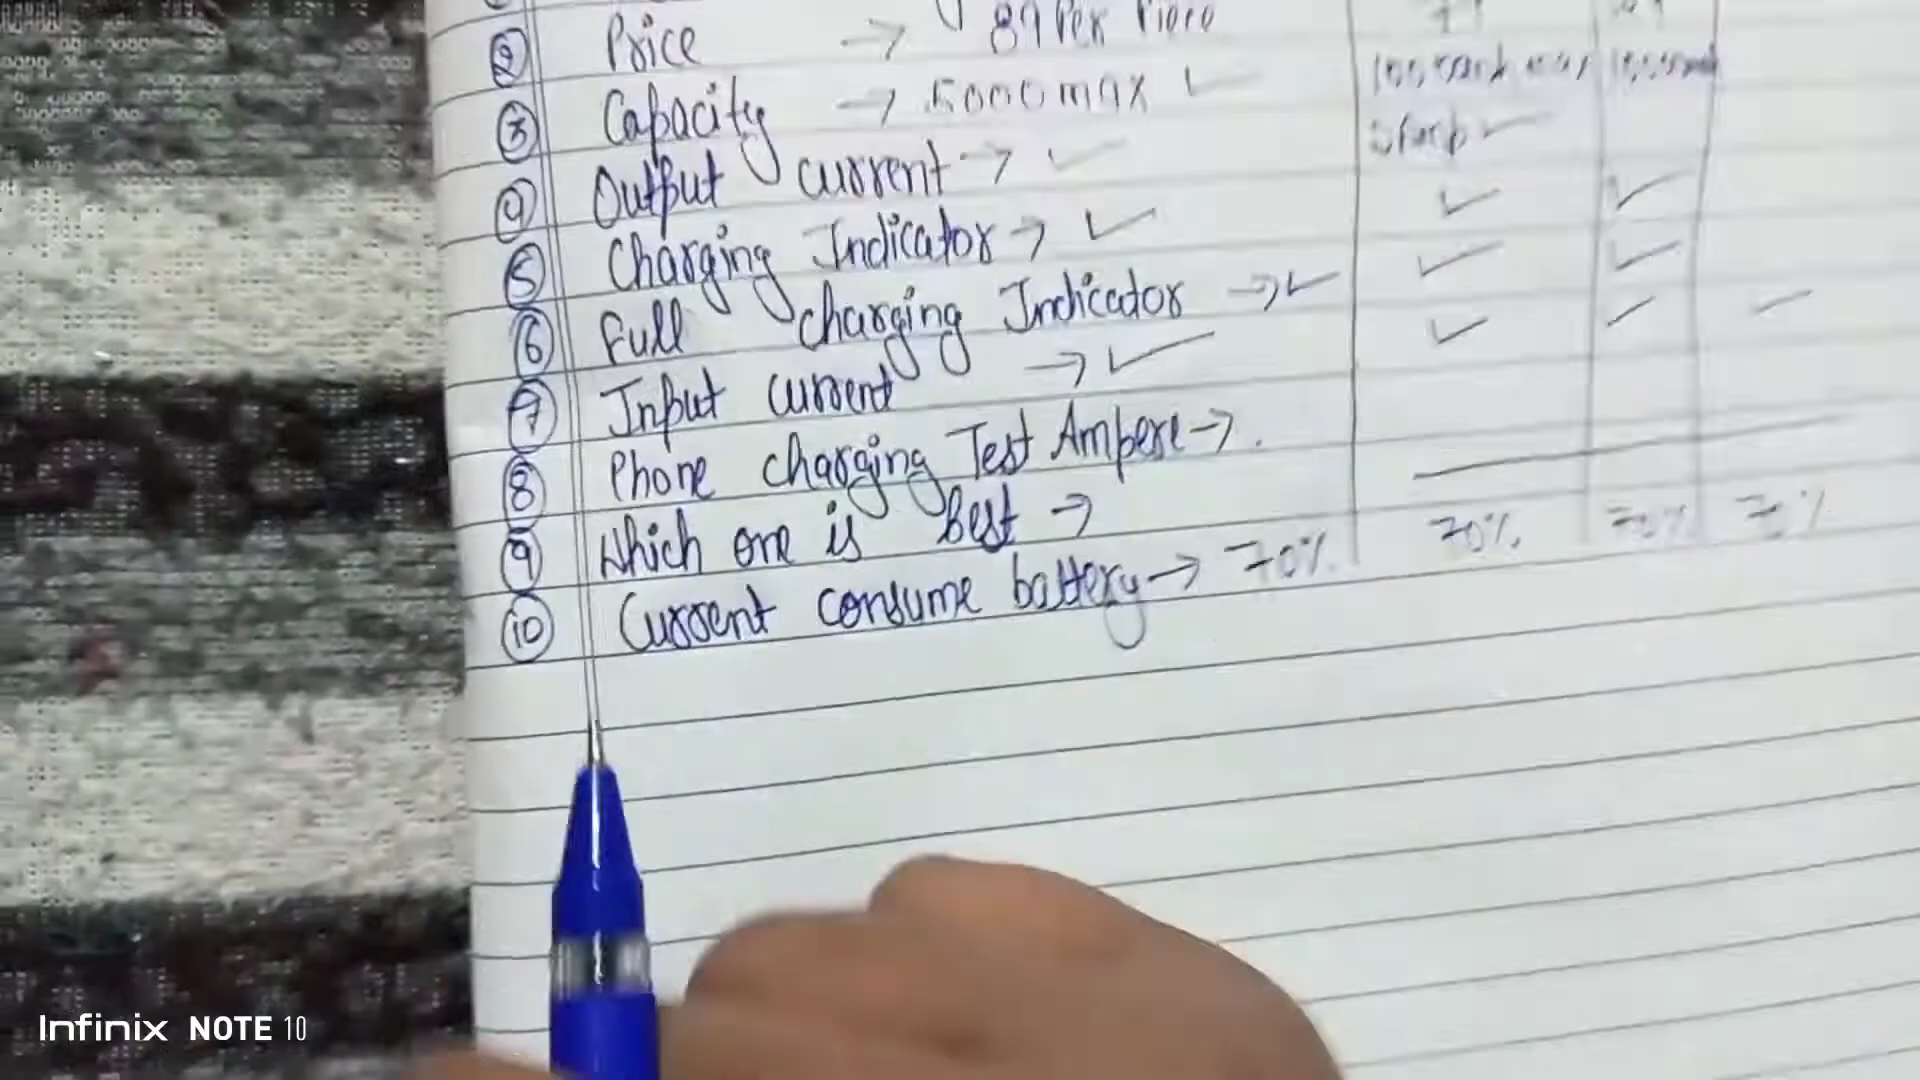 ② Price → 89 Per Piece
③ Capacity → 5000 max ✓
④ Output current → ✓ ✓ ✓
⑤ Charging Indicator → ✓ ✓ ✓
⑥ Full charging Indicator → ✓ ✓ ✓ ✓
⑦ Input current → ✓
⑧ Phone charging Test Ampere →
⑨ Which one is best →
⑩ Current consume battery → 70% 70% 70% 70%
Infinix NOTE 10